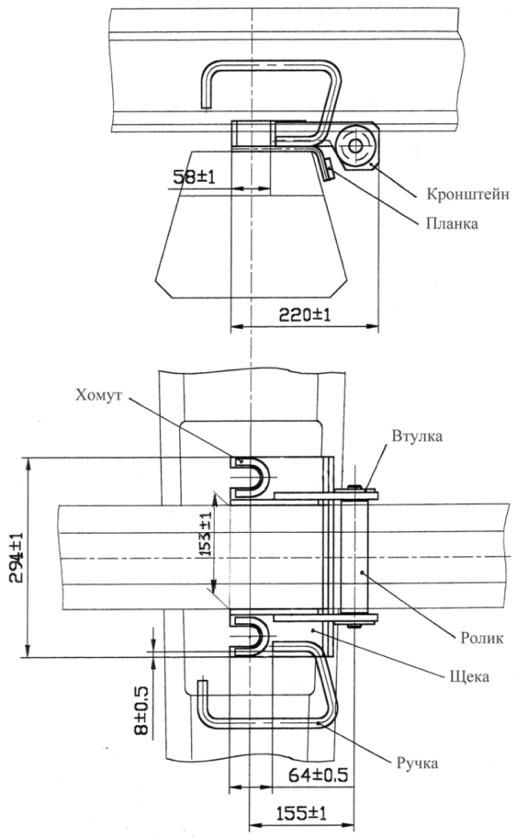 58±1
Кронштейн
Планка
220±1
Хомут
Втулка
294±1
153±1
Ролик
Щека
8±0.5
Ручка
64±0.5
155±1